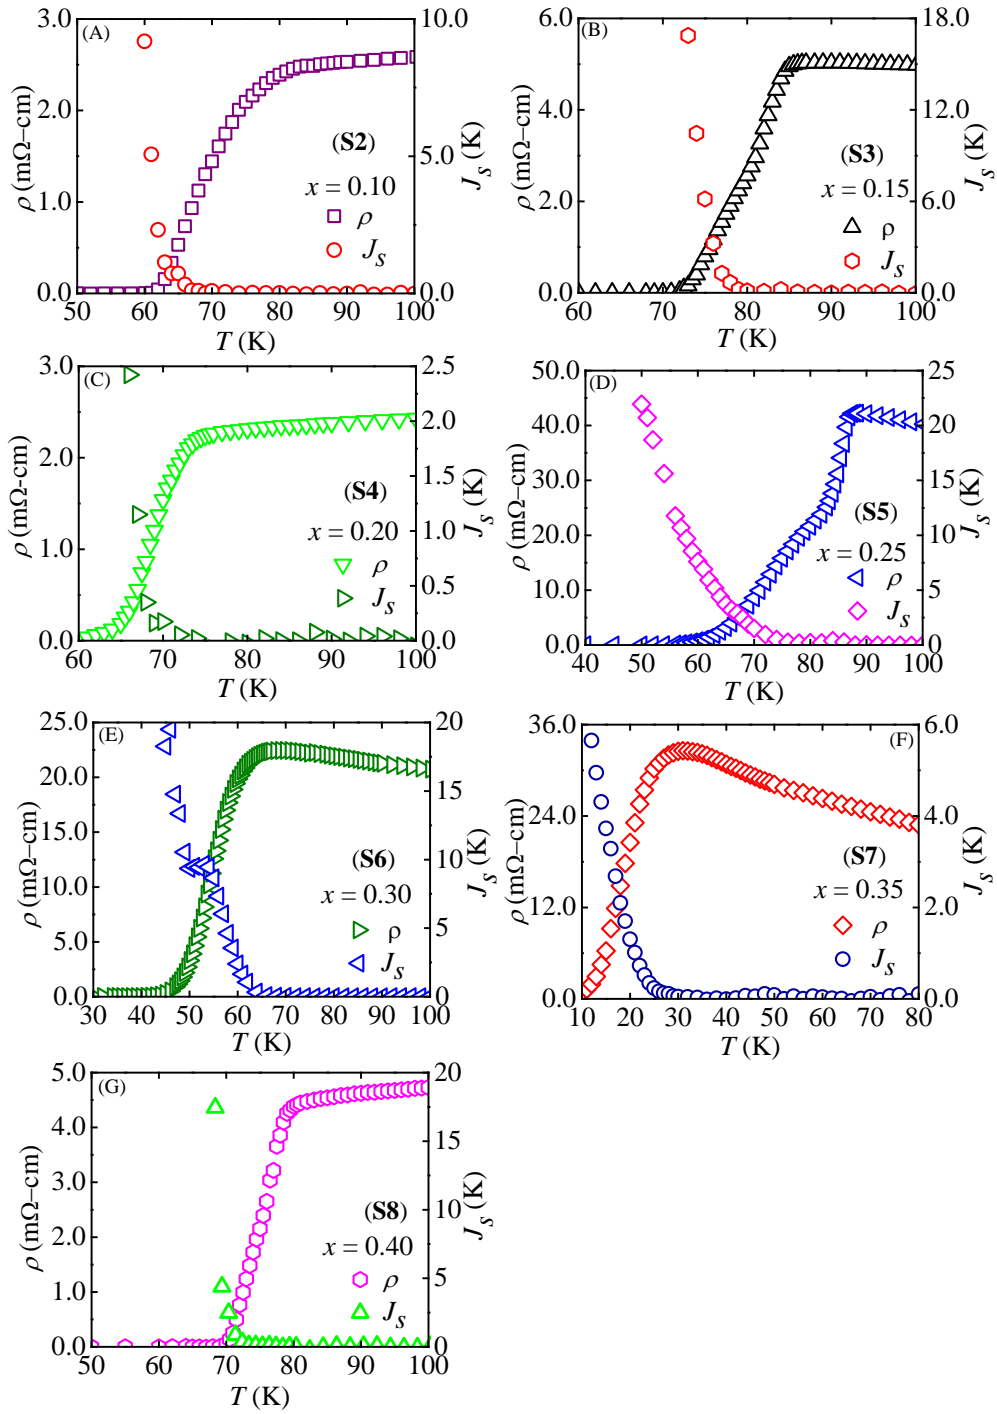 (A)
3.0
2.0
1.0
0.0
ρ (mΩ−cm)
10.0
5.0
0.0
J_S (K)
(S2)
x = 0.10
ρ
J_S
50 60 70 80 90 100
T (K)
(B)
6.0
4.0
2.0
0.0
ρ (mΩ−cm)
18.0
12.0
6.0
0.0
J_S (K)
(S3)
x = 0.15
ρ
J_S
60 70 80 90 100
T (K)
(C)
3.0
2.0
1.0
0.0
ρ (mΩ-cm)
2.5
2.0
1.5
1.0
0.5
0.0
J_S (K)
(S4)
x = 0.20
ρ
J_S
60 70 80 90 100
T (K)
(D)
50.0
40.0
30.0
20.0
10.0
0.0
ρ (mΩ−cm)
25
20
15
10
5
0
J_S (K)
(S5)
x = 0.25
ρ
J_S
40 50 60 70 80 90 100
T (K)
(E)
25.0
20.0
15.0
10.0
5.0
0.0
ρ (mΩ−cm)
20
15
10
5
0
J_S (K)
(S6)
x = 0.30
ρ
J_S
30 40 50 60 70 80 90 100
T (K)
(F)
36.0
24.0
12.0
0.0
ρ (mΩ−cm)
6.0
4.0
2.0
0.0
J_S (K)
(S7)
x = 0.35
ρ
J_S
10 20 30 40 50 60 70 80
T (K)
(G)
5.0
4.0
3.0
2.0
1.0
0.0
ρ (mΩ−cm)
20
15
10
5
0
J_S (K)
(S8)
x = 0.40
ρ
J_S
50 60 70 80 90 100
T (K)